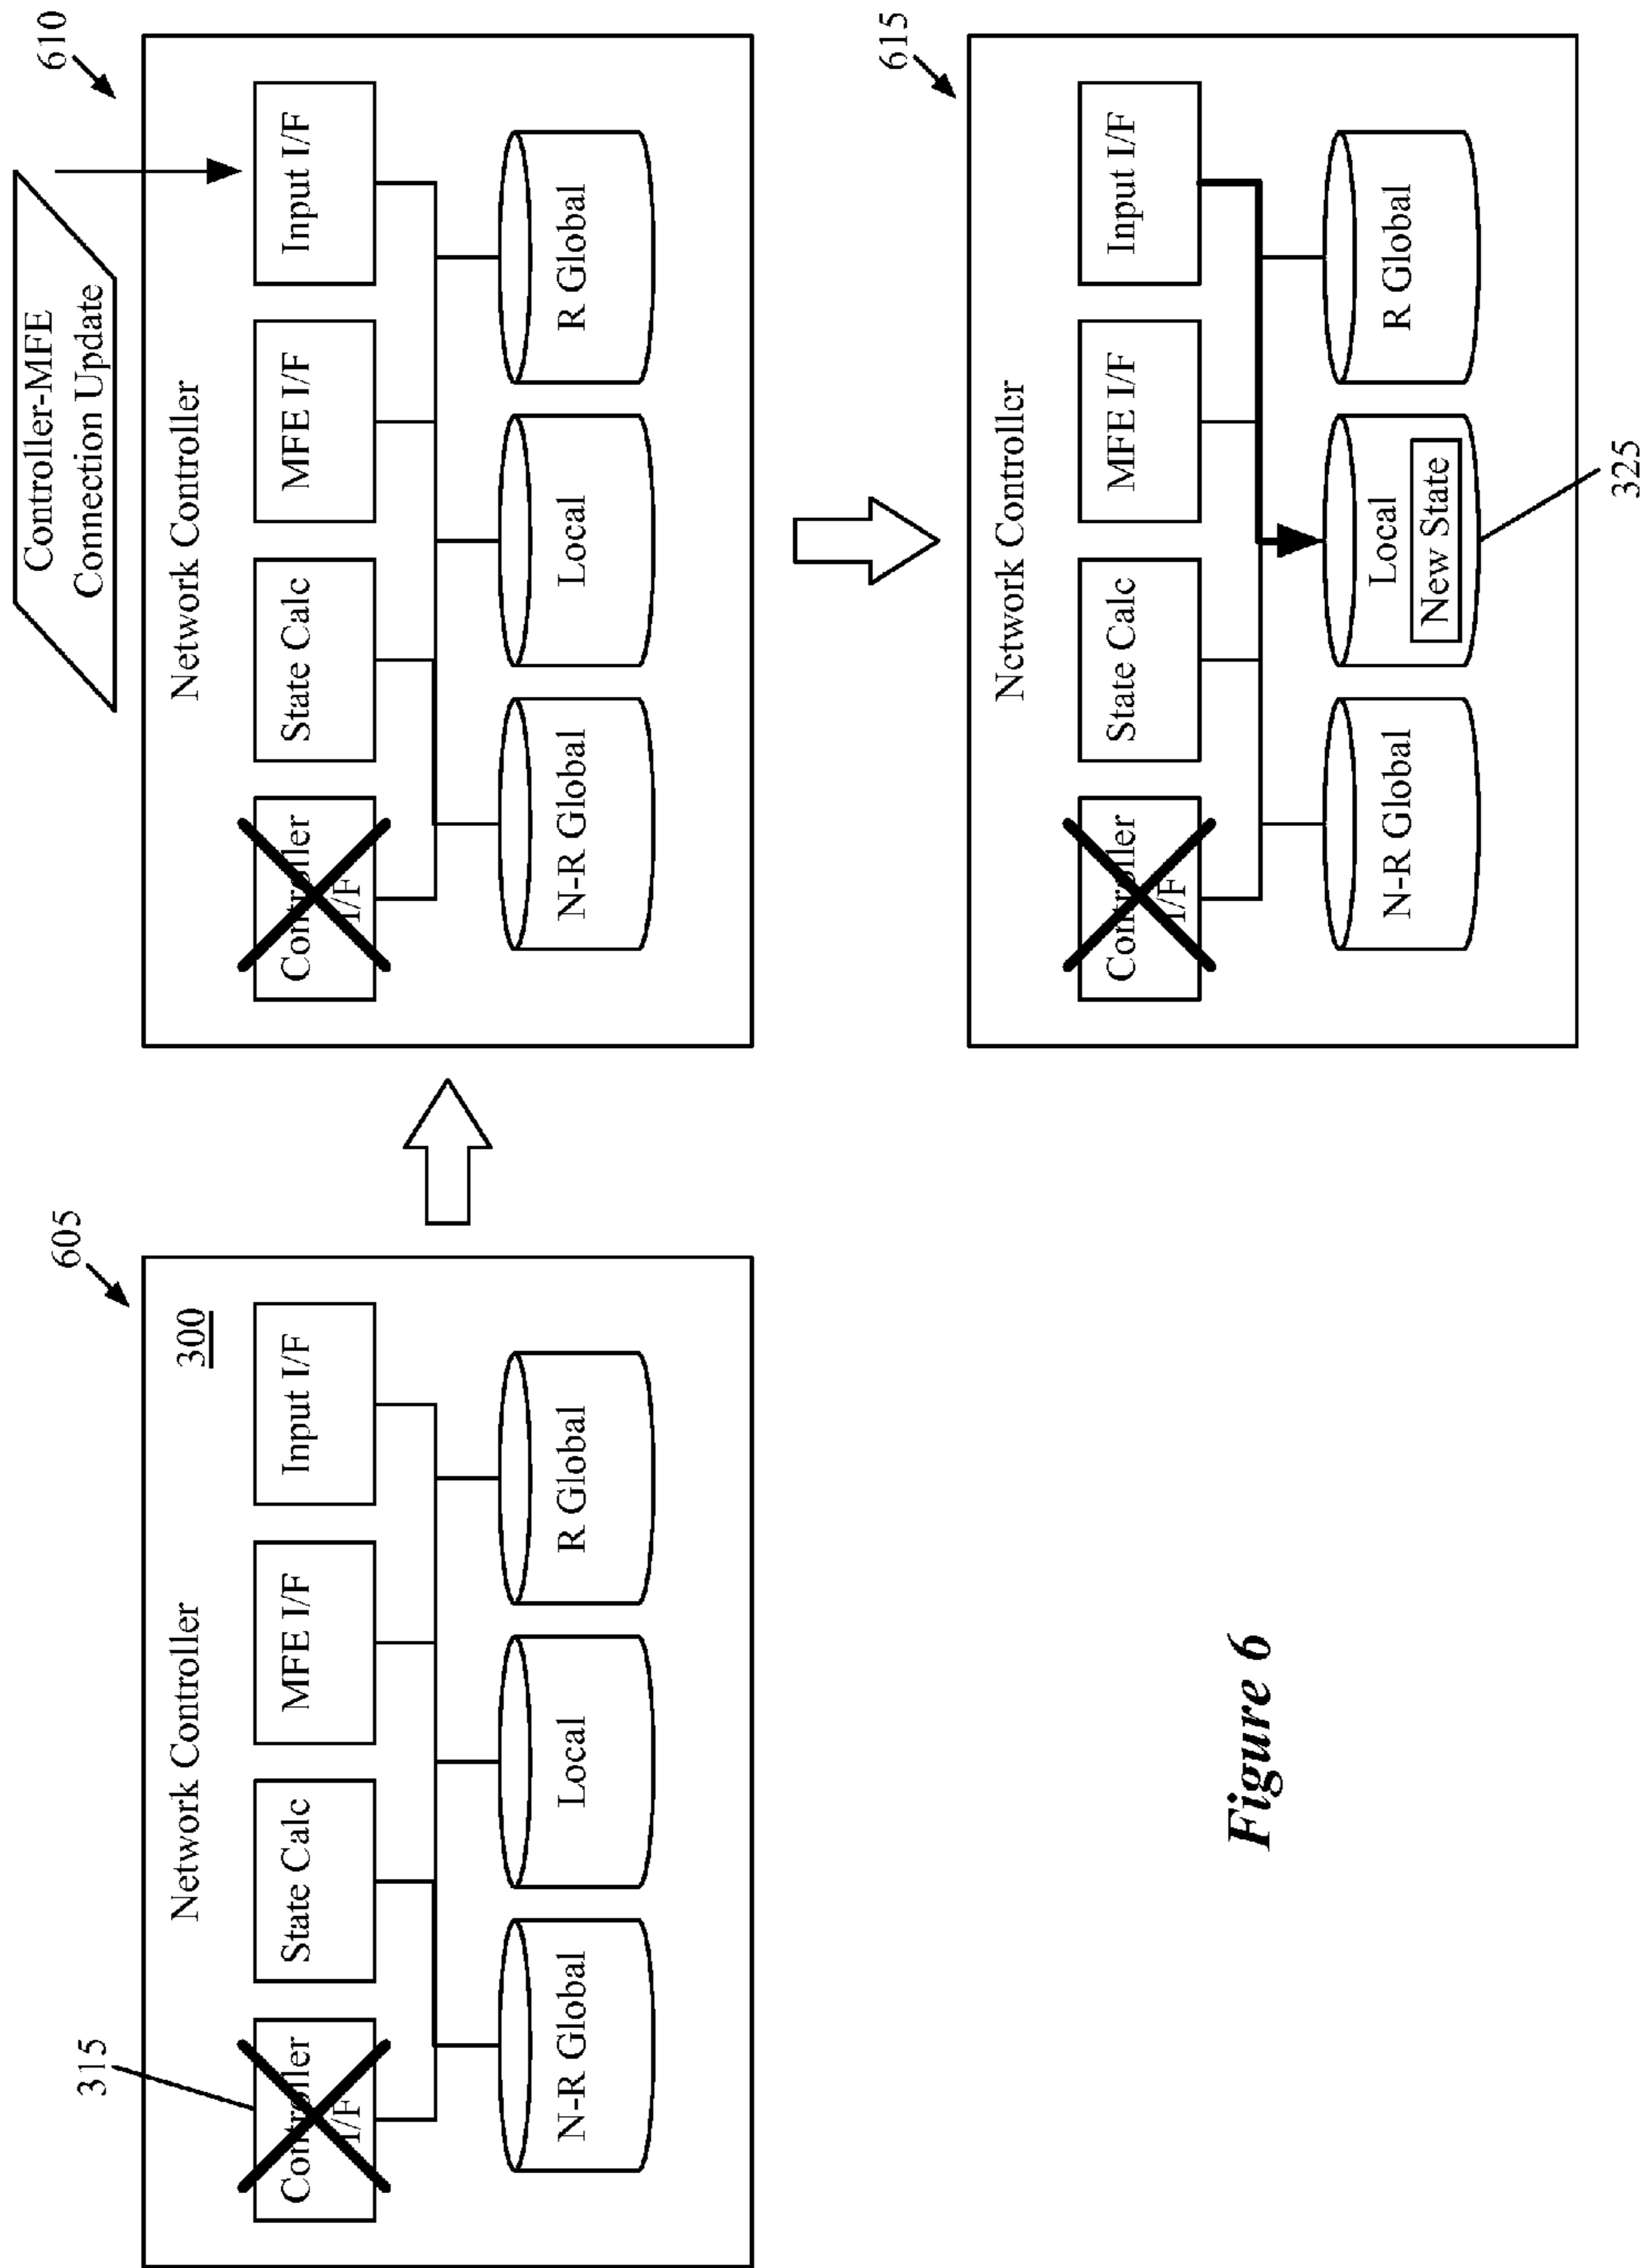 605
Network Controller
300
315
Controller
I/F
State Calc
MFE I/F
Input I/F
N-R Global
Local
R Global
Controller-MFE
Connection Update
610
Network Controller
Controller
I/F
State Calc
MFE I/F
Input I/F
N-R Global
Local
R Global
615
Network Controller
Controller
I/F
State Calc
MFE I/F
Input I/F
N-R Global
Local
New State
R Global
325
Figure 6